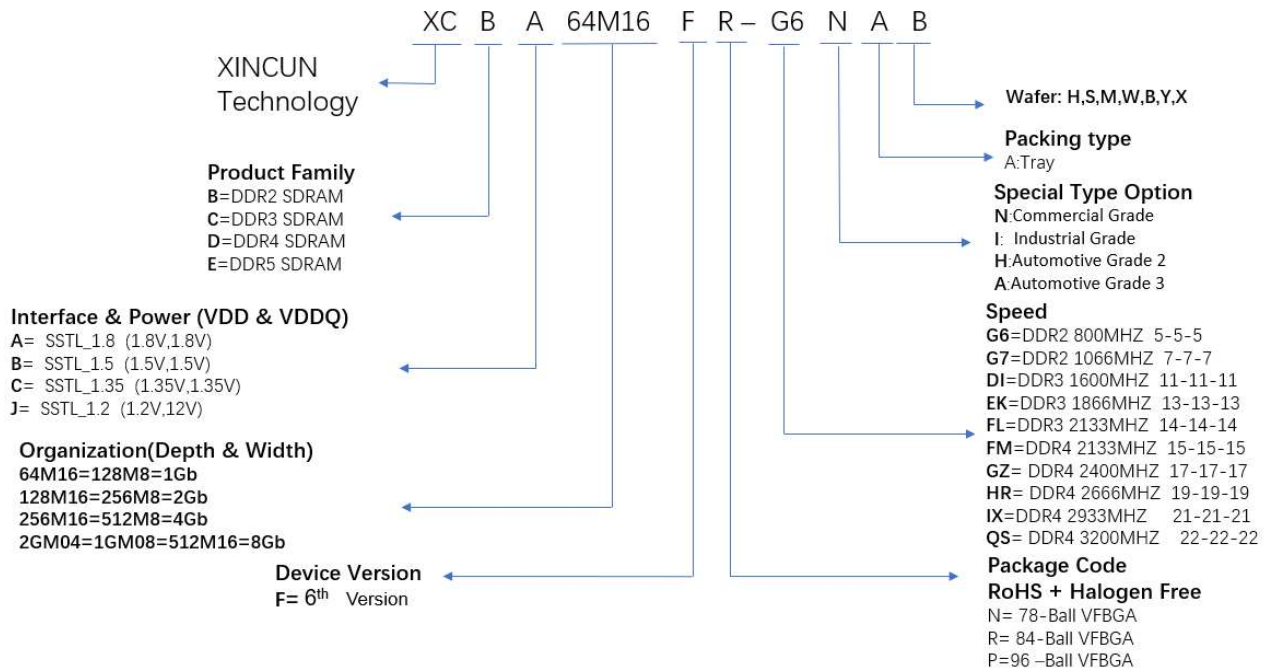 XC B A 64M16 F R – G6 N A B
XINCUN
Technology
Product Family
B=DDR2 SDRAM
C=DDR3 SDRAM
D=DDR4 SDRAM
E=DDR5 SDRAM
Interface & Power (VDD & VDDQ)
A= SSTL_1.8 (1.8V,1.8V)
B= SSTL_1.5 (1.5V,1.5V)
C= SSTL_1.35 (1.35V,1.35V)
J= SSTL_1.2 (1.2V,12V)
Organization(Depth & Width)
64M16=128M8=1Gb
128M16=256M8=2Gb
256M16=512M8=4Gb
2GM04=1GM08=512M16=8Gb
Device Version
F= 6th Version
Wafer: H,S,M,W,B,Y,X
Packing type
A:Tray
Special Type Option
N:Commercial Grade
I: Industrial Grade
H:Automotive Grade 2
A:Automotive Grade 3
Speed
G6=DDR2 800MHZ 5-5-5
G7=DDR2 1066MHZ 7-7-7
DI=DDR3 1600MHZ 11-11-11
EK=DDR3 1866MHZ 13-13-13
FL=DDR3 2133MHZ 14-14-14
FM=DDR4 2133MHZ 15-15-15
GZ= DDR4 2400MHZ 17-17-17
HR= DDR4 2666MHZ 19-19-19
IX=DDR4 2933MHZ 21-21-21
QS= DDR4 3200MHZ 22-22-22
Package Code
RoHS + Halogen Free
N= 78-Ball VFBGA
R= 84-Ball VFBGA
P=96 –Ball VFBGA